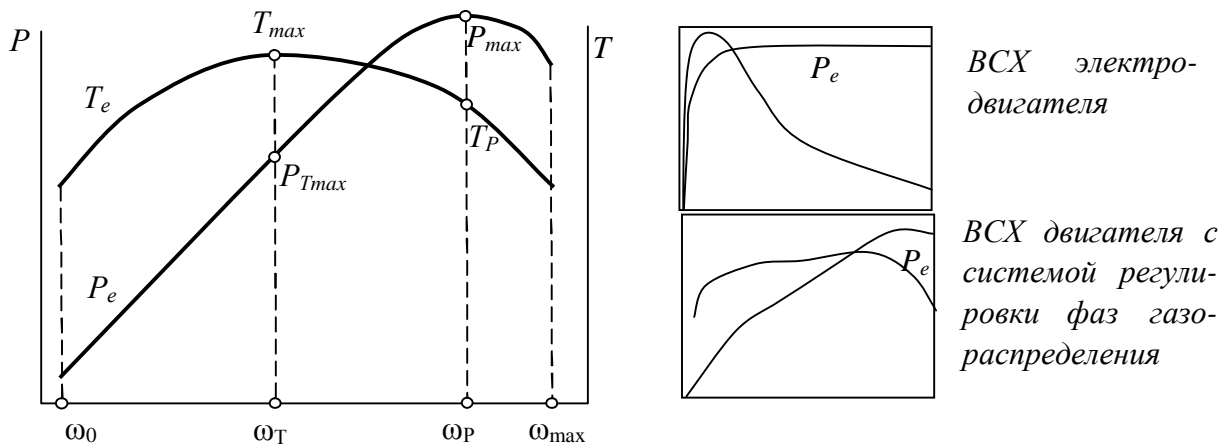 P
T
T_max
P_max
T_e
T_P
P_Tmax
P_e
ω_0
ω_T
ω_P
ω_max
P_e
ВСХ электро-
двигателя
P_e
ВСХ двигателя с
системой регули-
ровки фаз газо-
распределения